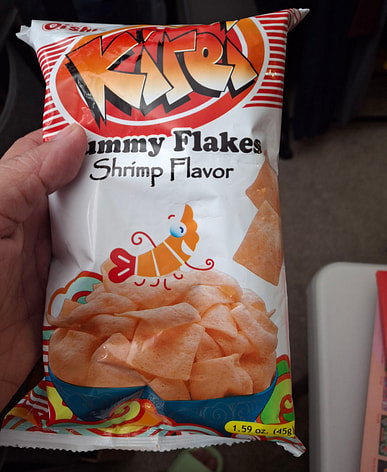 Oishi
Kirei
ummy Flakes
Shrimp Flavor
1.59 oz. (45g)